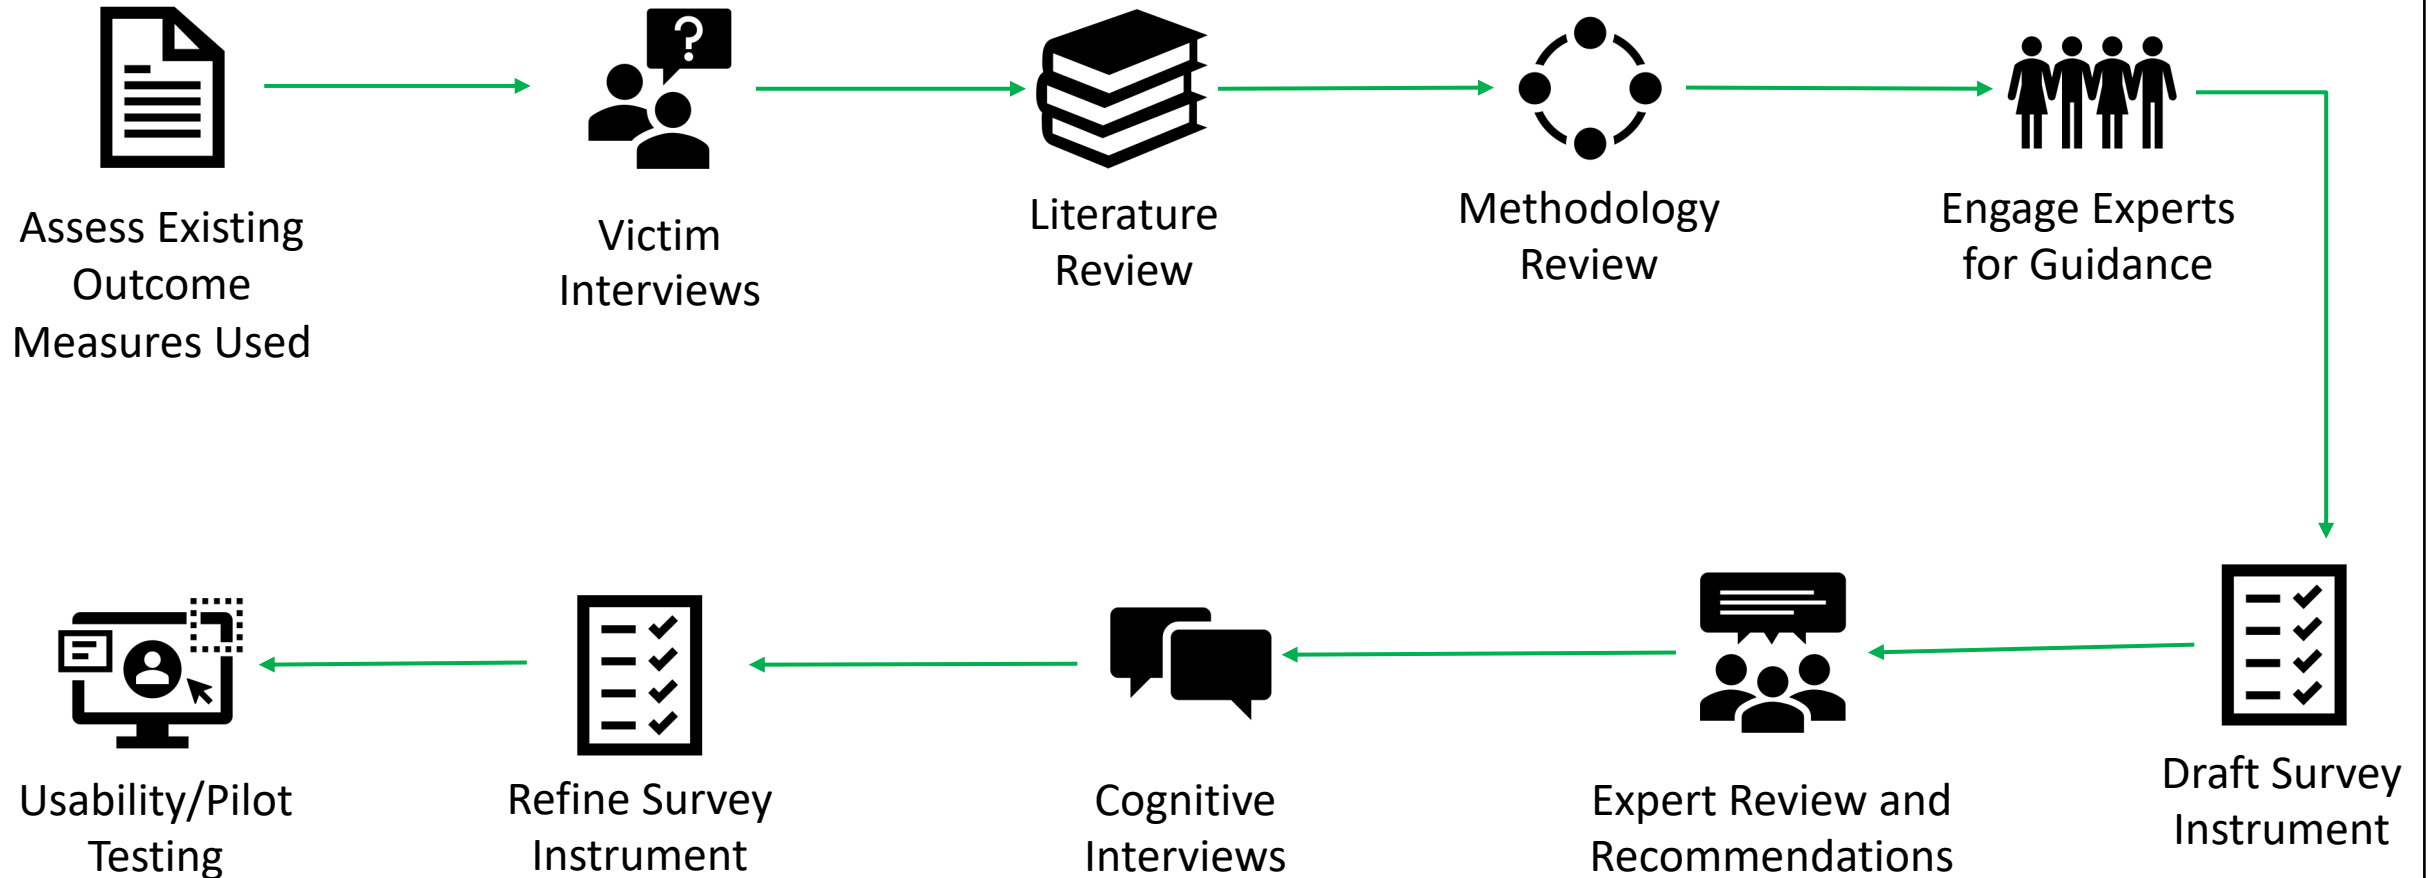 ?
Assess Existing
Outcome
Measures Used
Victim
Interviews
Literature
Review
Methodology
Review
Engage Experts
for Guidance
Draft Survey
Instrument
Expert Review and
Recommendations
Cognitive
Interviews
Refine Survey
Instrument
Usability/Pilot
Testing